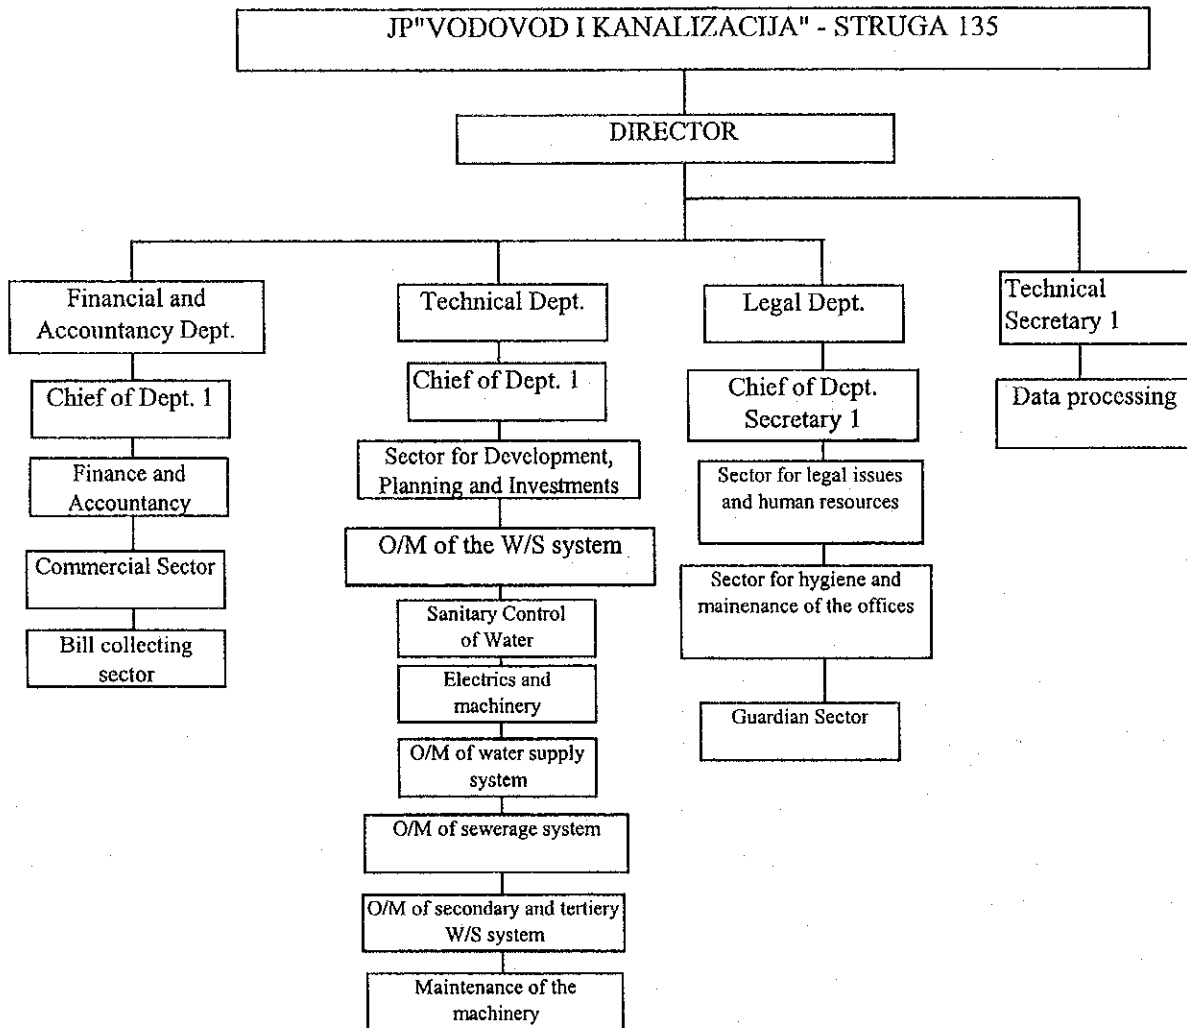 JP"VODOVOD I KANALIZACIJA" - STRUGA 135
DIRECTOR
Financial and
Accountancy Dept.
Chief of Dept. 1
Finance and
Accountancy
Commercial Sector
Bill collecting
sector
Technical Dept.
Chief of Dept. 1
Sector for Development,
Planning and Investments
O/M of the W/S system
Sanitary Control
of Water
Electrics and
machinery
O/M of water supply
system
O/M of sewerage system
O/M of secondary and tertiery
W/S system
Maintenance of the
machinery
Legal Dept.
Chief of Dept.
Secretary 1
Sector for legal issues
and human resources
Sector for hygiene and
mainenance of the offices
Guardian Sector
Technical
Secretary 1
Data processing